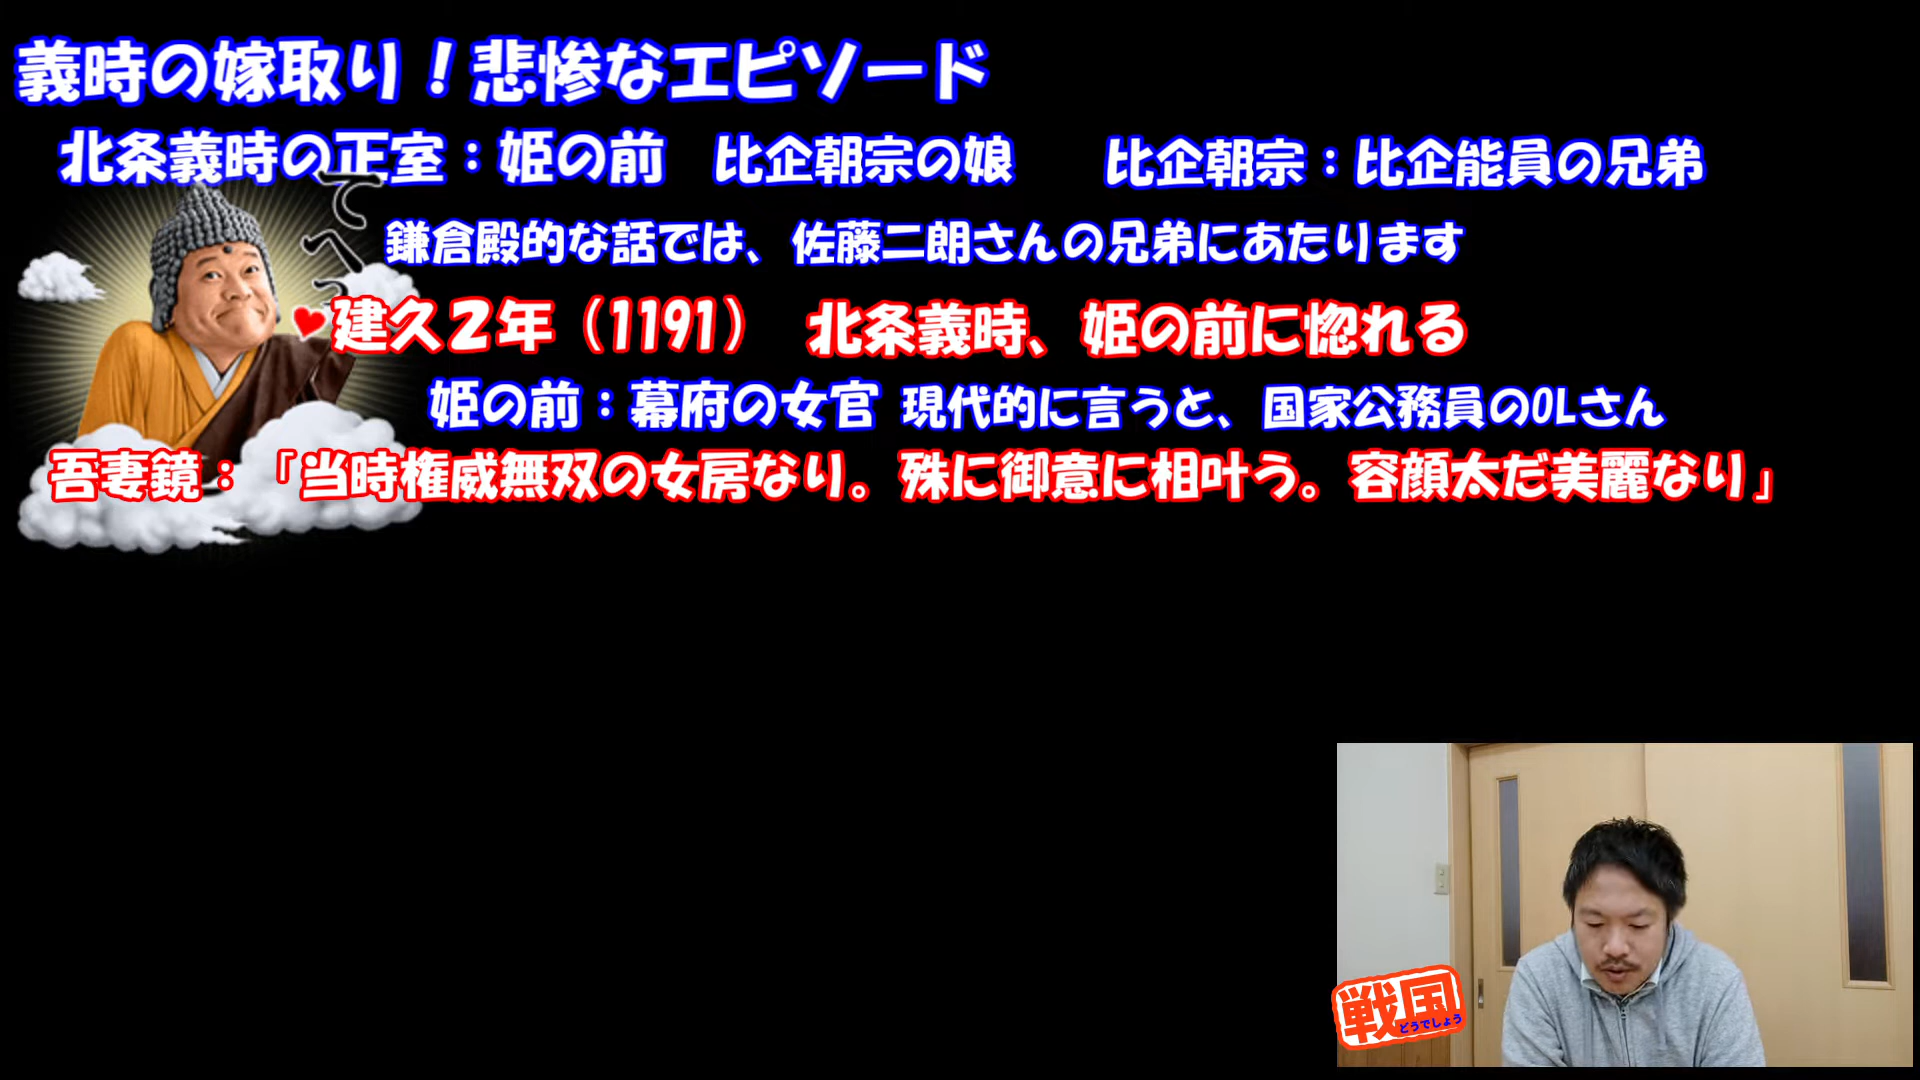 義時の嫁取り！悲惨なエピソード
北条義時の正室：姫の前　比企朝宗の娘　　比企朝宗：比企能員の兄弟
鎌倉殿的な話では、佐藤二朗さんの兄弟にあたります
てへっ
建久２年（1191）　北条義時、姫の前に惚れる
姫の前：幕府の女官 現代的に言うと、国家公務員のOLさん
吾妻鏡：「当時権威無双の女房なり。殊に御意に相叶う。容顔太だ美麗なり」
戦国
どうでしょう